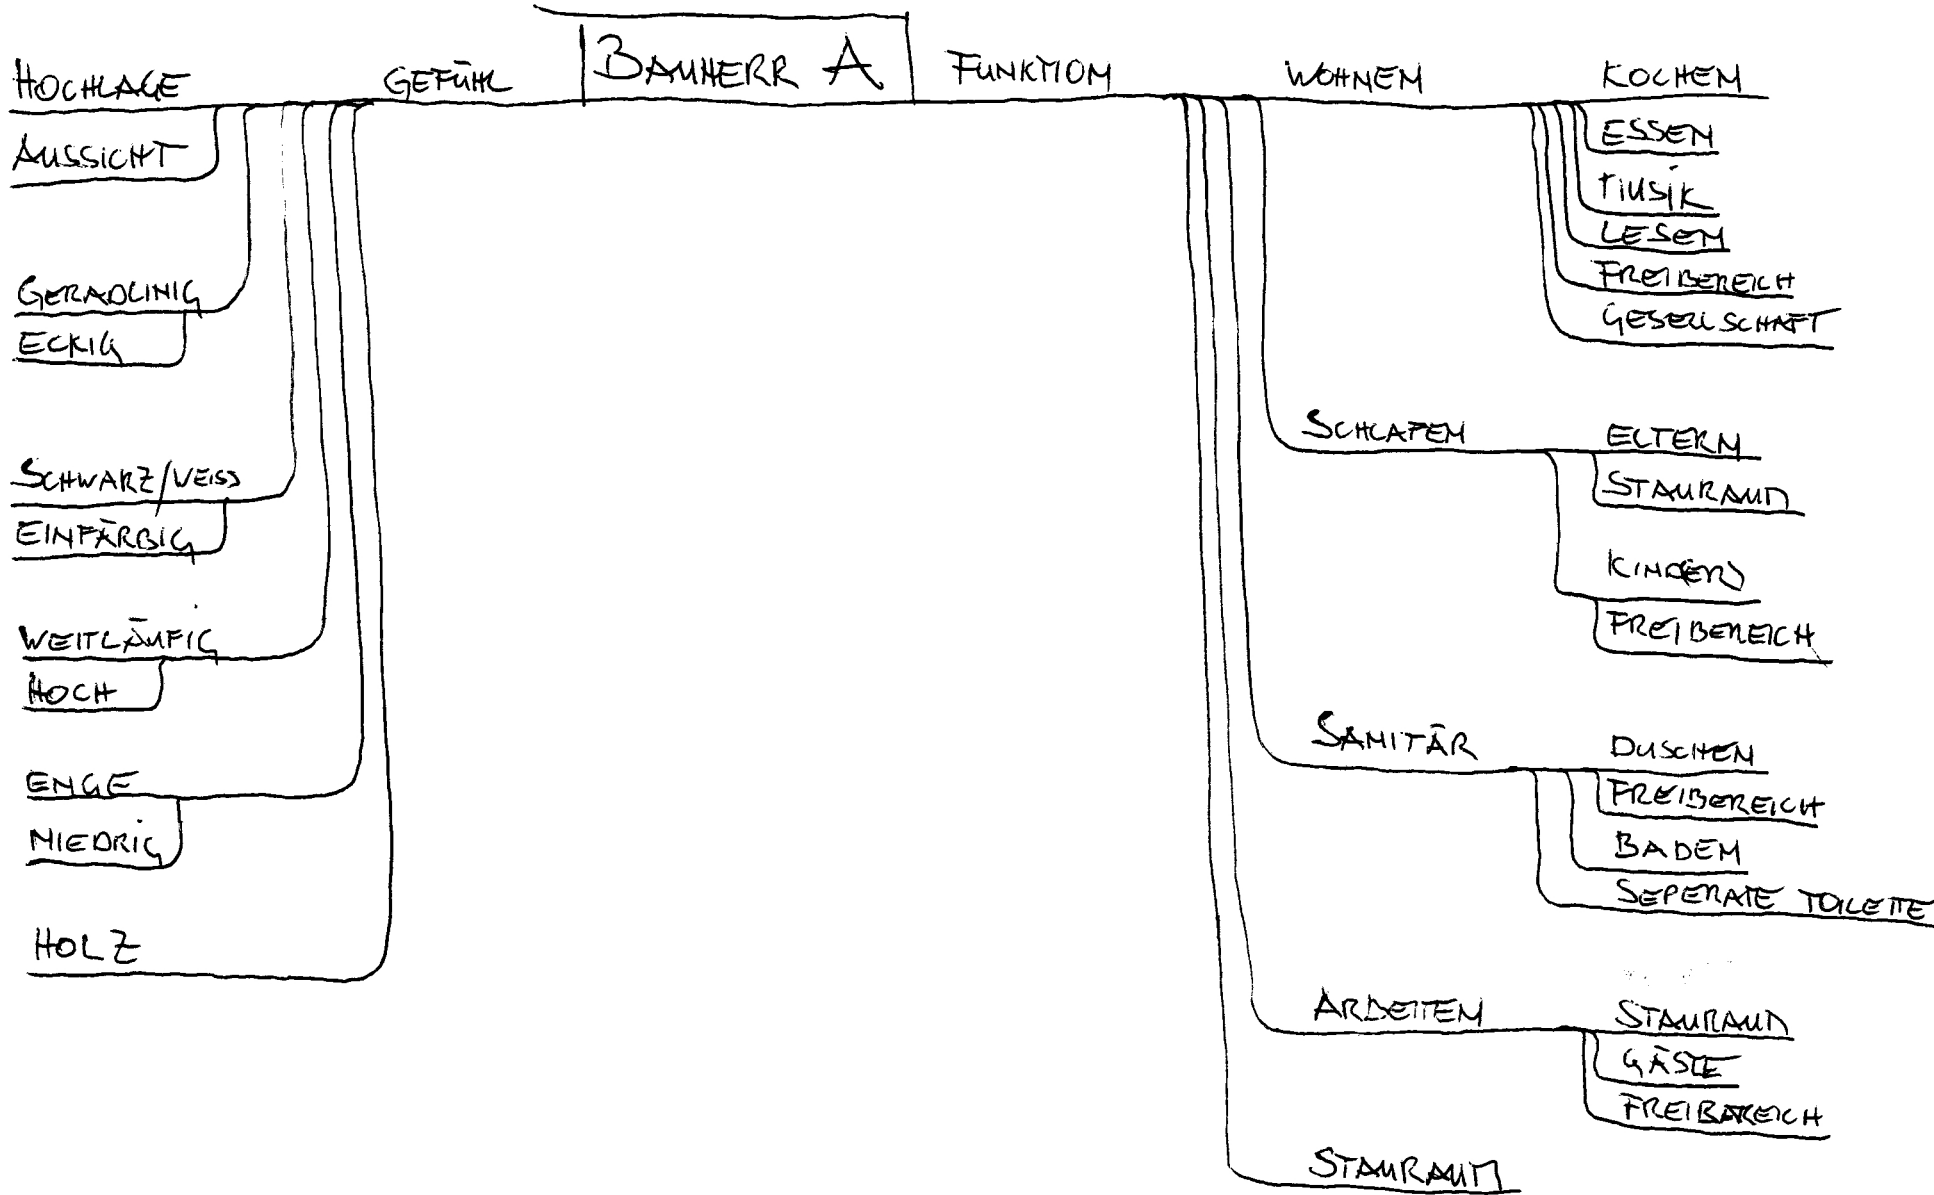 BAUHERR A
GEFÜHL
HOCHLAGE
AUSSICHT
GERADLINIG
ECKIG
SCHWARZ/WEISS
EINFÄRBIG
WEITLÄUFIG
HOCH
ENGE
NIEDRIG
HOLZ
FUNKTION
WOHNEN
KOCHEN
ESSEN
MUSIK
LESEN
FREIBEREICH
GESELLSCHAFT
SCHLAFEN
ELTERN
STAURAUM
KINDER
FREIBEREICH
SANITÄR
DUSCHEN
FREIBEREICH
BADEN
SEPERATE TOILETTE
ARBEITEN
STAURAUM
GÄSTE
FREIBEREICH
STAURAUM